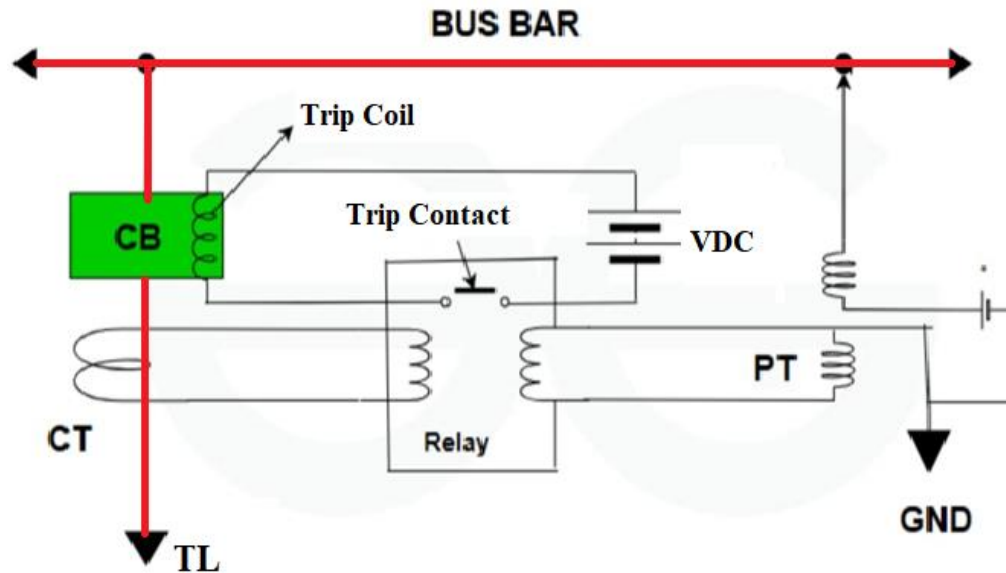 BUS BAR
Trip Coil
Trip Contact
CB
VDC
PT
CT
Relay
GND
TL